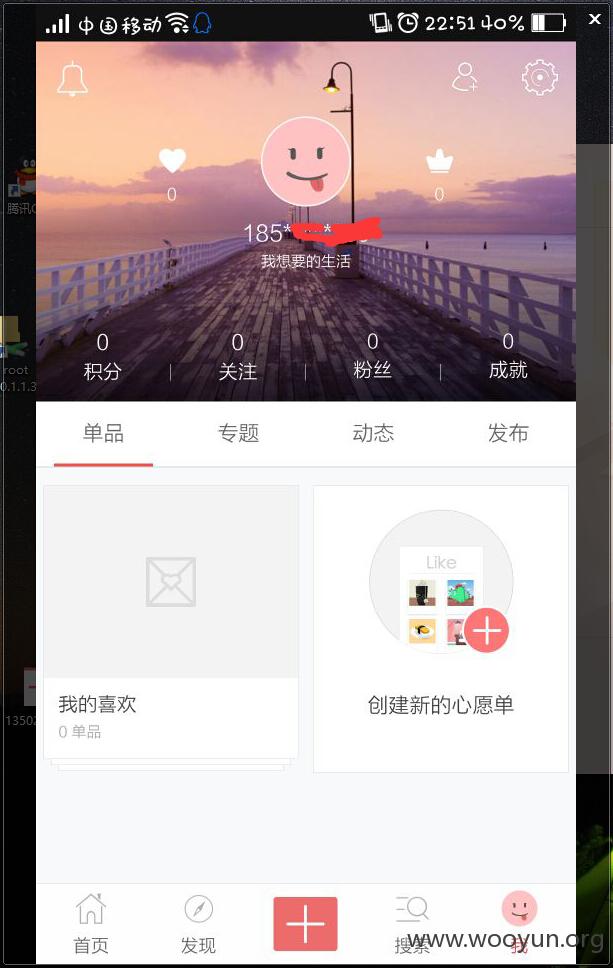 中国移动 22:51 40%
0 0
185*
我想要的生活
0 0 0 0
积分 关注 粉丝 成就
单品 专题 动态 发布
Like
我的喜欢
0 单品
创建新的心愿单
首页 发现 搜索 我
www.wooyun.org
腾讯
root
0.1.1.3
1350